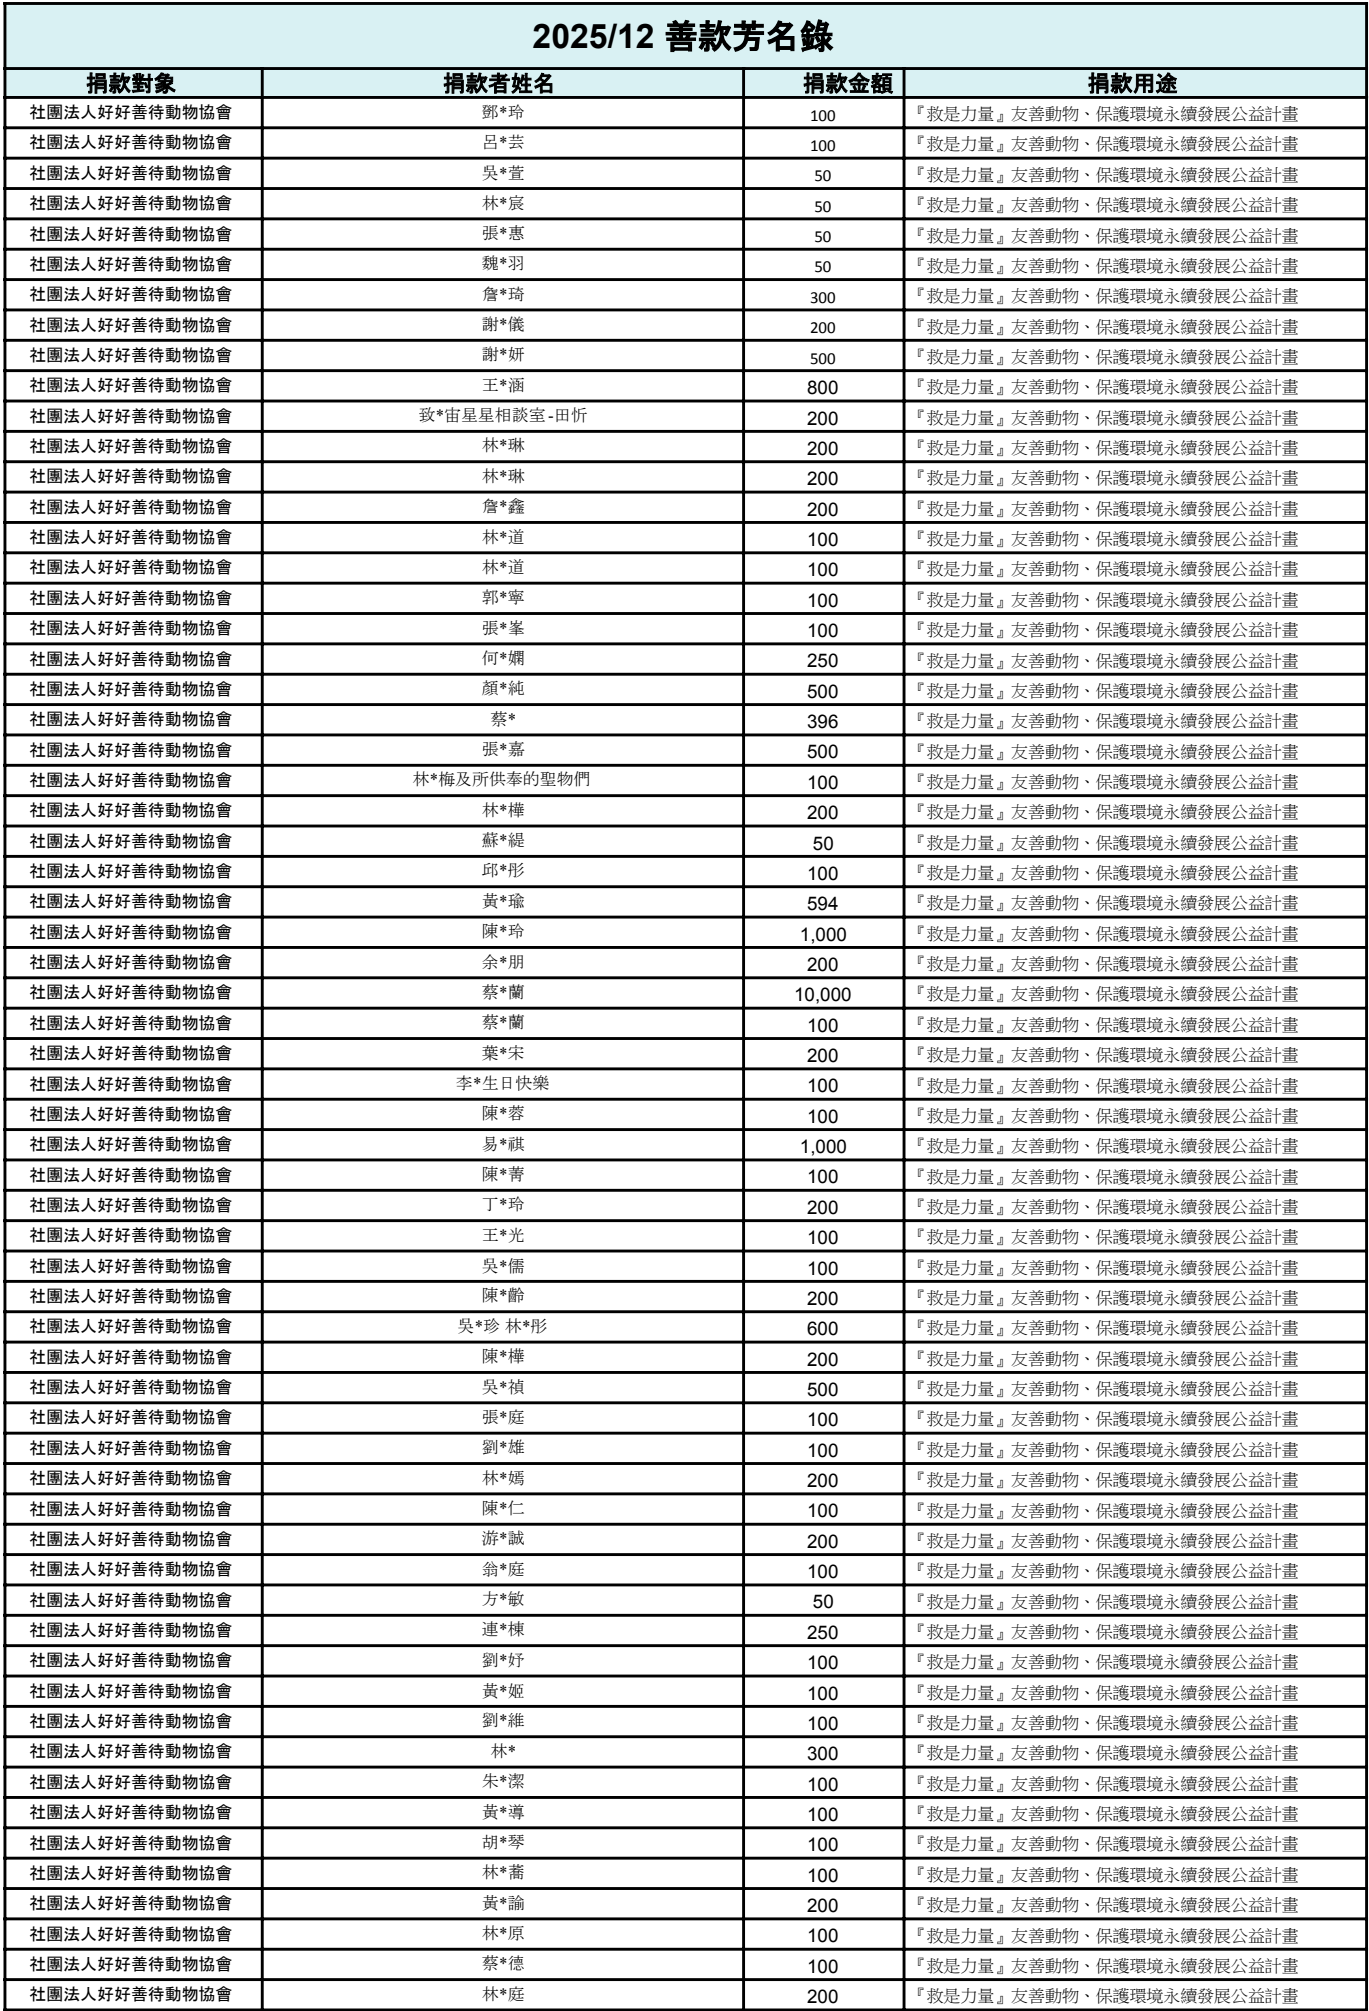 2025/12 善款芳名錄
捐款對象 捐款者姓名 捐款金額 捐款用途
社團法人好好善待動物協會 鄧*玲 100 『救是力量』友善動物、保護環境永續發展公益計畫
社團法人好好善待動物協會 呂*芸 100 『救是力量』友善動物、保護環境永續發展公益計畫
社團法人好好善待動物協會 吳*萱 50 『救是力量』友善動物、保護環境永續發展公益計畫
社團法人好好善待動物協會 林*宸 50 『救是力量』友善動物、保護環境永續發展公益計畫
社團法人好好善待動物協會 張*惠 50 『救是力量』友善動物、保護環境永續發展公益計畫
社團法人好好善待動物協會 魏*羽 50 『救是力量』友善動物、保護環境永續發展公益計畫
社團法人好好善待動物協會 詹*琦 300 『救是力量』友善動物、保護環境永續發展公益計畫
社團法人好好善待動物協會 謝*儀 200 『救是力量』友善動物、保護環境永續發展公益計畫
社團法人好好善待動物協會 謝*妍 500 『救是力量』友善動物、保護環境永續發展公益計畫
社團法人好好善待動物協會 王*涵 800 『救是力量』友善動物、保護環境永續發展公益計畫
社團法人好好善待動物協會 致*宙星星相談室-田忻 200 『救是力量』友善動物、保護環境永續發展公益計畫
社團法人好好善待動物協會 林*琳 200 『救是力量』友善動物、保護環境永續發展公益計畫
社團法人好好善待動物協會 林*琳 200 『救是力量』友善動物、保護環境永續發展公益計畫
社團法人好好善待動物協會 詹*鑫 200 『救是力量』友善動物、保護環境永續發展公益計畫
社團法人好好善待動物協會 林*道 100 『救是力量』友善動物、保護環境永續發展公益計畫
社團法人好好善待動物協會 林*道 100 『救是力量』友善動物、保護環境永續發展公益計畫
社團法人好好善待動物協會 郭*寧 100 『救是力量』友善動物、保護環境永續發展公益計畫
社團法人好好善待動物協會 張*峯 100 『救是力量』友善動物、保護環境永續發展公益計畫
社團法人好好善待動物協會 何*嫻 250 『救是力量』友善動物、保護環境永續發展公益計畫
社團法人好好善待動物協會 顏*純 500 『救是力量』友善動物、保護環境永續發展公益計畫
社團法人好好善待動物協會 蔡* 396 『救是力量』友善動物、保護環境永續發展公益計畫
社團法人好好善待動物協會 張*嘉 500 『救是力量』友善動物、保護環境永續發展公益計畫
社團法人好好善待動物協會 林*梅及所供奉的聖物們 100 『救是力量』友善動物、保護環境永續發展公益計畫
社團法人好好善待動物協會 林*樺 200 『救是力量』友善動物、保護環境永續發展公益計畫
社團法人好好善待動物協會 蘇*緹 50 『救是力量』友善動物、保護環境永續發展公益計畫
社團法人好好善待動物協會 邱*彤 100 『救是力量』友善動物、保護環境永續發展公益計畫
社團法人好好善待動物協會 黃*瑜 594 『救是力量』友善動物、保護環境永續發展公益計畫
社團法人好好善待動物協會 陳*玲 1,000 『救是力量』友善動物、保護環境永續發展公益計畫
社團法人好好善待動物協會 余*朋 200 『救是力量』友善動物、保護環境永續發展公益計畫
社團法人好好善待動物協會 蔡*蘭 10,000 『救是力量』友善動物、保護環境永續發展公益計畫
社團法人好好善待動物協會 蔡*蘭 100 『救是力量』友善動物、保護環境永續發展公益計畫
社團法人好好善待動物協會 葉*宋 200 『救是力量』友善動物、保護環境永續發展公益計畫
社團法人好好善待動物協會 李*生日快樂 100 『救是力量』友善動物、保護環境永續發展公益計畫
社團法人好好善待動物協會 陳*蓉 100 『救是力量』友善動物、保護環境永續發展公益計畫
社團法人好好善待動物協會 易*祺 1,000 『救是力量』友善動物、保護環境永續發展公益計畫
社團法人好好善待動物協會 陳*菁 100 『救是力量』友善動物、保護環境永續發展公益計畫
社團法人好好善待動物協會 丁*玲 200 『救是力量』友善動物、保護環境永續發展公益計畫
社團法人好好善待動物協會 王*光 100 『救是力量』友善動物、保護環境永續發展公益計畫
社團法人好好善待動物協會 吳*儒 100 『救是力量』友善動物、保護環境永續發展公益計畫
社團法人好好善待動物協會 陳*齡 200 『救是力量』友善動物、保護環境永續發展公益計畫
社團法人好好善待動物協會 吳*珍 林*彤 600 『救是力量』友善動物、保護環境永續發展公益計畫
社團法人好好善待動物協會 陳*樺 200 『救是力量』友善動物、保護環境永續發展公益計畫
社團法人好好善待動物協會 吳*禎 500 『救是力量』友善動物、保護環境永續發展公益計畫
社團法人好好善待動物協會 張*庭 100 『救是力量』友善動物、保護環境永續發展公益計畫
社團法人好好善待動物協會 劉*雄 100 『救是力量』友善動物、保護環境永續發展公益計畫
社團法人好好善待動物協會 林*嫣 200 『救是力量』友善動物、保護環境永續發展公益計畫
社團法人好好善待動物協會 陳*仁 100 『救是力量』友善動物、保護環境永續發展公益計畫
社團法人好好善待動物協會 游*誠 200 『救是力量』友善動物、保護環境永續發展公益計畫
社團法人好好善待動物協會 翁*庭 100 『救是力量』友善動物、保護環境永續發展公益計畫
社團法人好好善待動物協會 方*敏 50 『救是力量』友善動物、保護環境永續發展公益計畫
社團法人好好善待動物協會 連*棟 250 『救是力量』友善動物、保護環境永續發展公益計畫
社團法人好好善待動物協會 劉*妤 100 『救是力量』友善動物、保護環境永續發展公益計畫
社團法人好好善待動物協會 黃*姬 100 『救是力量』友善動物、保護環境永續發展公益計畫
社團法人好好善待動物協會 劉*維 100 『救是力量』友善動物、保護環境永續發展公益計畫
社團法人好好善待動物協會 林* 300 『救是力量』友善動物、保護環境永續發展公益計畫
社團法人好好善待動物協會 朱*潔 100 『救是力量』友善動物、保護環境永續發展公益計畫
社團法人好好善待動物協會 黃*導 100 『救是力量』友善動物、保護環境永續發展公益計畫
社團法人好好善待動物協會 胡*琴 100 『救是力量』友善動物、保護環境永續發展公益計畫
社團法人好好善待動物協會 林*蕎 100 『救是力量』友善動物、保護環境永續發展公益計畫
社團法人好好善待動物協會 黃*諭 200 『救是力量』友善動物、保護環境永續發展公益計畫
社團法人好好善待動物協會 林*原 100 『救是力量』友善動物、保護環境永續發展公益計畫
社團法人好好善待動物協會 蔡*德 100 『救是力量』友善動物、保護環境永續發展公益計畫
社團法人好好善待動物協會 林*庭 200 『救是力量』友善動物、保護環境永續發展公益計畫